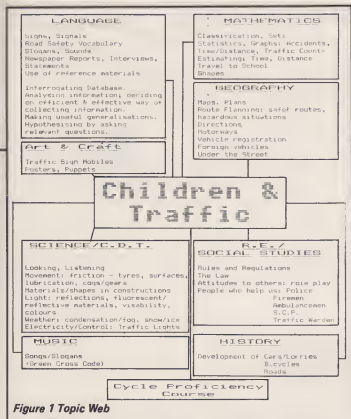 LANGUAGE
Signs, Signals
Road Safety Vocabulary
Slogans, Sounds
Newspaper Reports, Interviews,
Statements
Use of reference materials
Interrogating Database.
Analysing information, deciding
on efficient & effective way of
collecting information.
Making useful generalisations.
Hypothesising by asking
relevant questions.
Art & Craft
Traffic Sign Mobiles
Posters, Puppets
MATHEMATICS
Classification, Sets
Statistics, Graphs: Accidents,
Time/Distance, Traffic Counts
Estimating: Time, Distance
Travel to School
Shapes
GEOGRAPHY
Maps, Plans
Route Planning: safer routes,
hazardous situations
Directions
Motorways
Vehicle registration
Foreign vehicles
Under the Street
Children &
Traffic
SCIENCE/C.D.T.
Looking, Listening
Movement: friction - tyres, surfaces,
lubrication, cogs/gears
Materials/shapes in constructions
Light: reflections, fluorescent/
reflective materials, visability,
colours
Weather: condensation/fog, snow/ice
Electricity/Control: Traffic Lights
MUSIC
Songs/Slogans
(Green Cross Code)
R.E./
SOCIAL STUDIES
Rules and Regulations
The Law
Attitudes to others: role play
People who help us: Police
Firemen
Ambulancemen
S.C.P.
Traffic Warden
HISTORY
Development of Cars/Lorries
Bicycles
Roads
Cycle Proficiency
Course
Figure 1 Topic Web